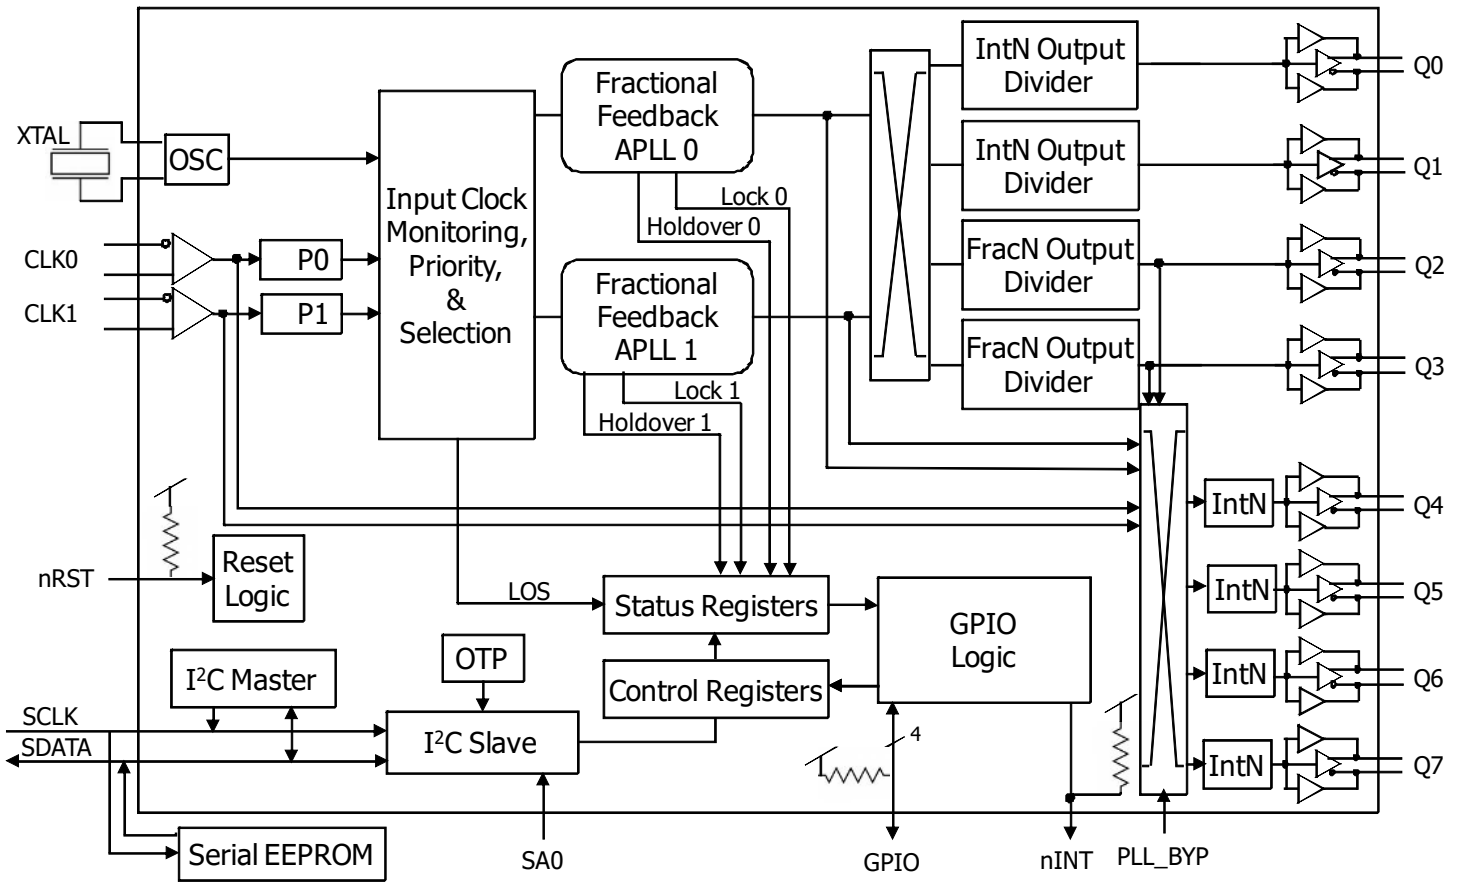 XTAL
OSC
CLK0
CLK1
P0
P1
Input Clock
Monitoring,
Priority,
&
Selection
Fractional
Feedback
APLL 0
Lock 0
Holdover 0
Fractional
Feedback
APLL 1
Lock 1
Holdover 1
IntN Output
Divider
IntN Output
Divider
FracN Output
Divider
FracN Output
Divider
Q0
Q1
Q2
Q3
IntN
Q4
IntN
Q5
IntN
Q6
IntN
Q7
nRST
Reset
Logic
LOS
Status Registers
GPIO
Logic
OTP
I²C Master
Control Registers
SCLK
SDATA
I²C Slave
4
Serial EEPROM
SA0
GPIO
nINT
PLL_BYP